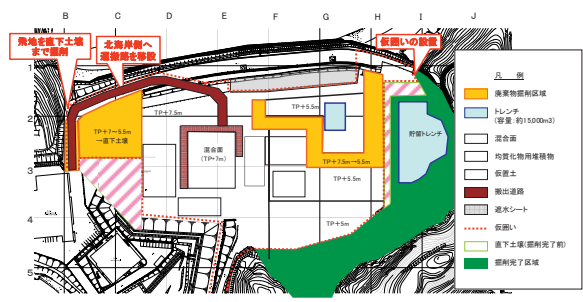 B
C
D
E
F
G
H
I
J
飛地を直下土壌
まで掘削
北海岸側へ
運搬路を移設
仮囲いの設置
1
2
3
4
5
TP+7.5m
TP+5.5m
TP+7～5.5m
→直下土壌
混合面
(TP+7m)
TP+7.5m→5.5m
TP+5.5m
TP+5m
貯留トレンチ
凡　例
廃棄物掘削区域
トレンチ
(容量：約15,000m3)
混合面
均質化物用堆積物
仮置土
搬出道路
遮水シート
仮囲い
直下土壌(掘削完了前)
掘削完了区域